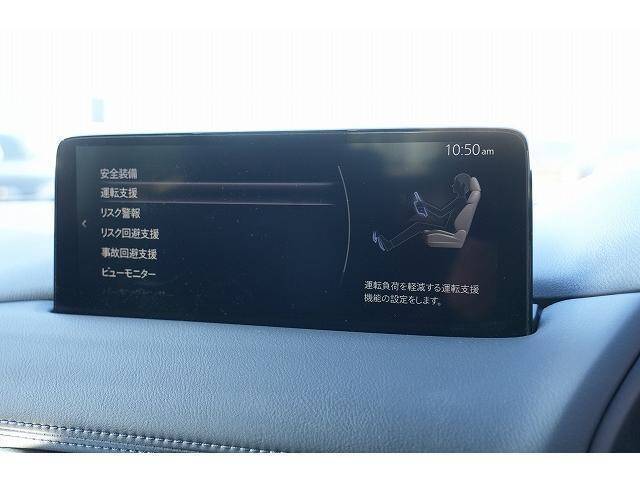 10:50am
安全装備
運転支援
リスク警報
リスク回避支援
事故回避支援
ビューモニター
運転負荷を軽減する運転支援
機能の設定をします。